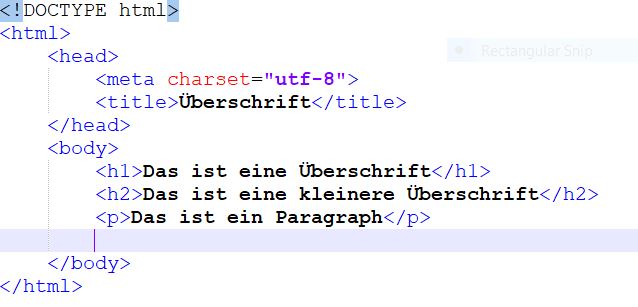 <!DOCTYPE html>
<html>
<head>
<meta charset="utf-8">
<title>Überschrift</title>
</head>
<body>
<h1>Das ist eine Überschrift</h1>
<h2>Das ist eine kleinere Überschrift</h2>
<p>Das ist ein Paragraph</p>
</body>
</html>
Rectangular Snip